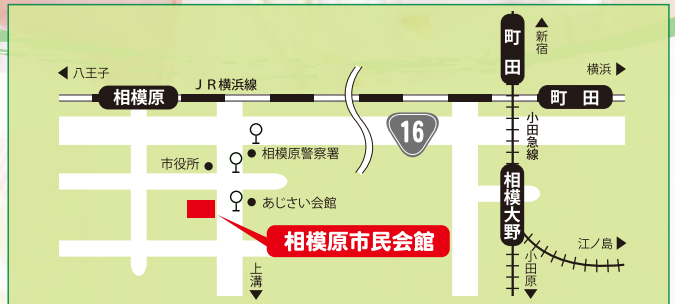 町田
新宿
八王子
横浜
JR横浜線
相模原
町田
16
小田急線
相模原警察署
市役所
相模大野
あじさい会館
相模原市民会館
江ノ島
上溝
小田原